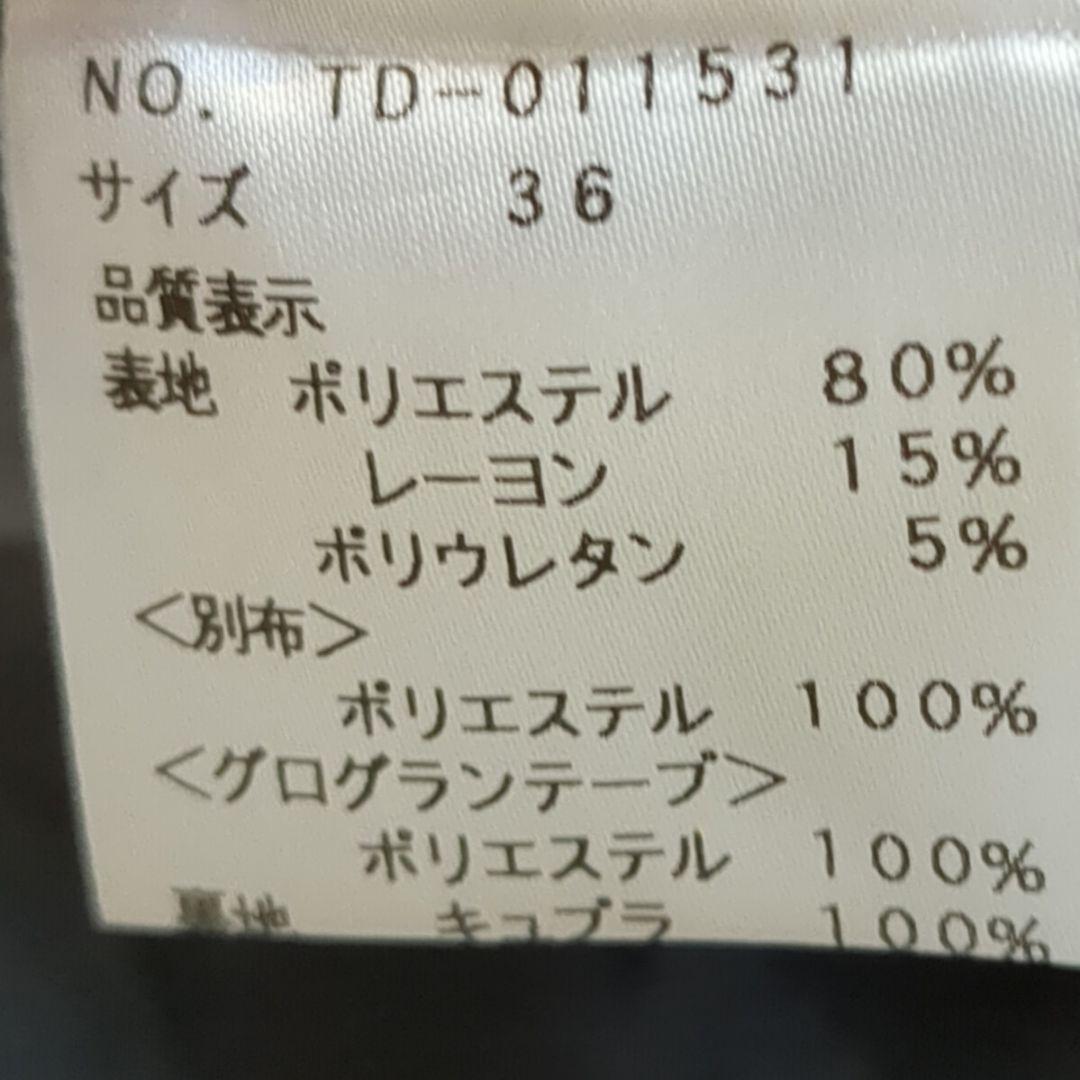 NO. TD-011531
サイズ 36
品質表示
表地 ポリエステル 80%
レーヨン 15%
ポリウレタン 5%
<別布>
ポリエステル 100%
<グログランテープ>
ポリエステル 100%
裏地 キュプラ 100%